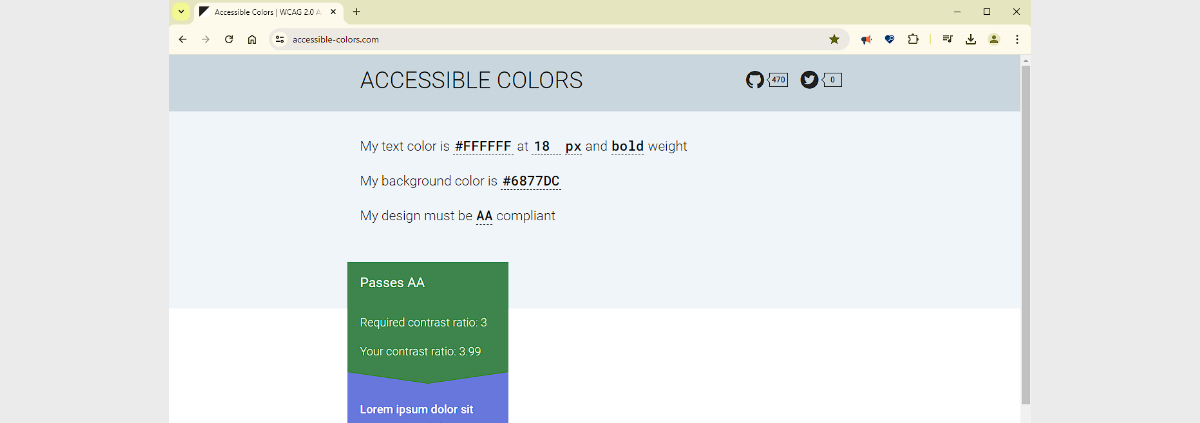 Accessible Colors | WCAG 2.0 A
accessible-colors.com
ACCESSIBLE COLORS
470
0
My text color is #FFFFFF at 18 px and bold weight
My background color is #6877DC
My design must be AA compliant
Passes AA
Required contrast ratio: 3
Your contrast ratio: 3.99
Lorem ipsum dolor sit